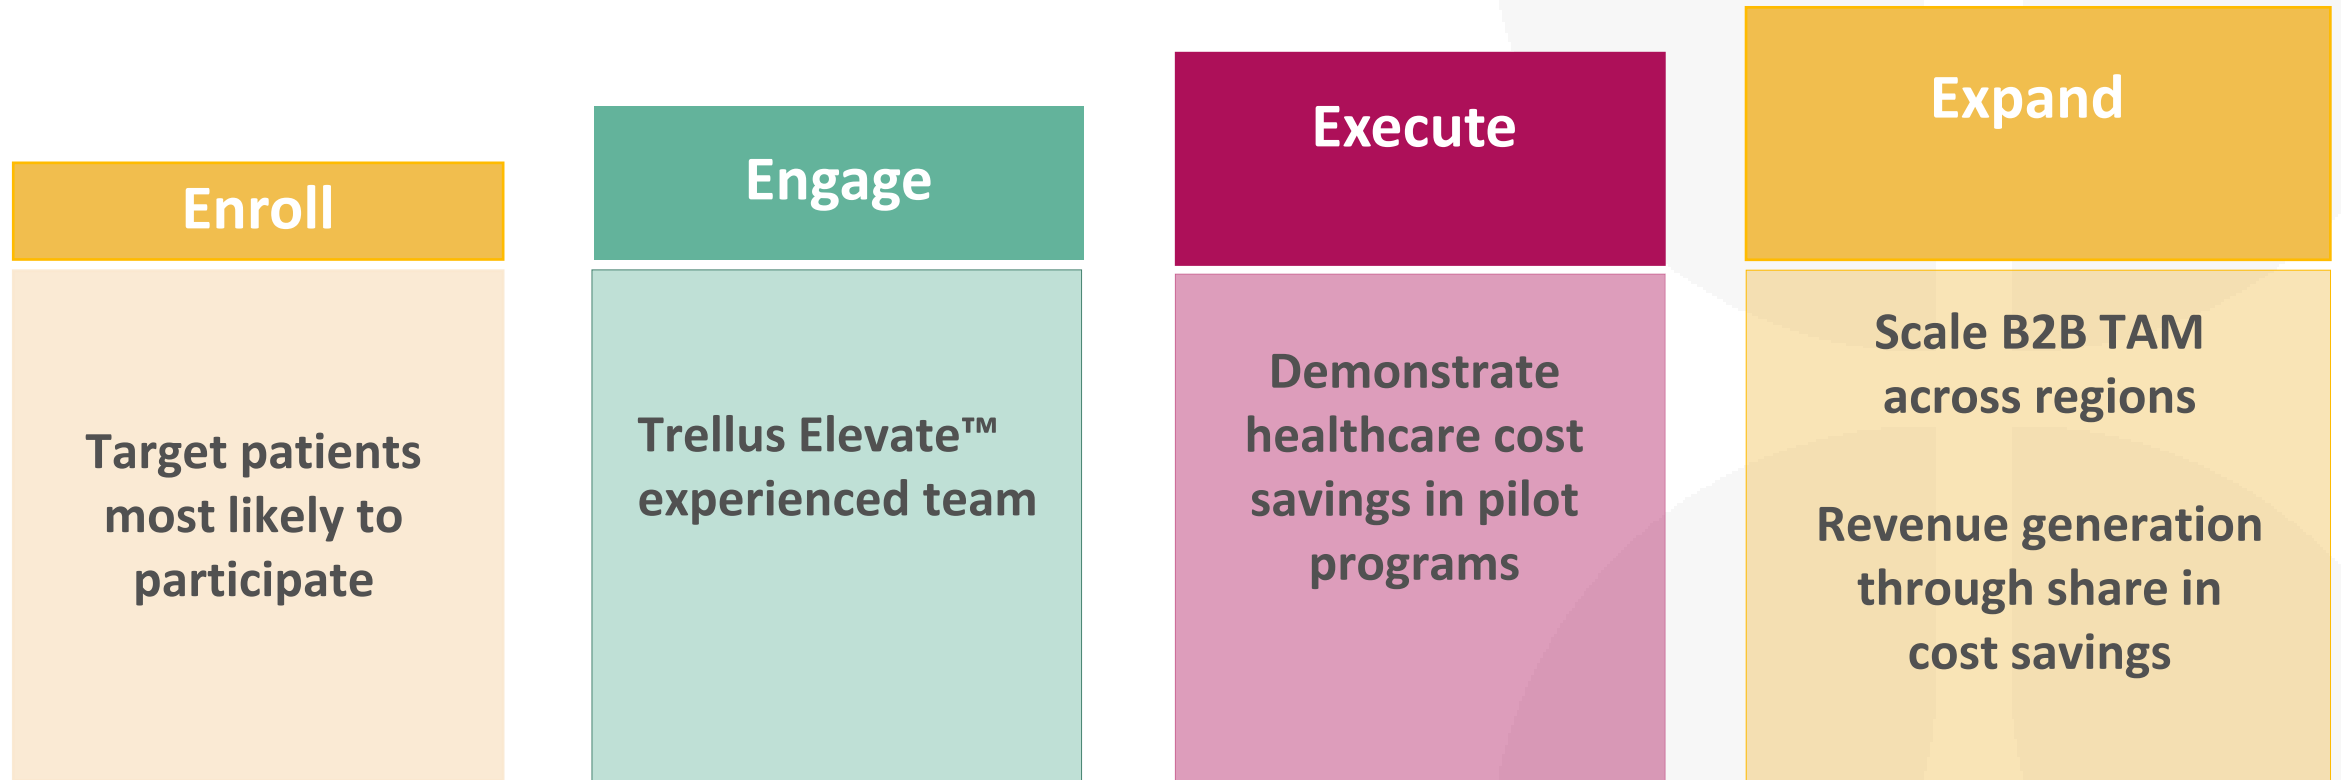 Enroll
Target patients
most likely to
participate
Engage
Trellus Elevate™
experienced team
Execute
Demonstrate
healthcare cost
savings in pilot
programs
Expand
Scale B2B TAM
across regions
Revenue generation
through share in
cost savings